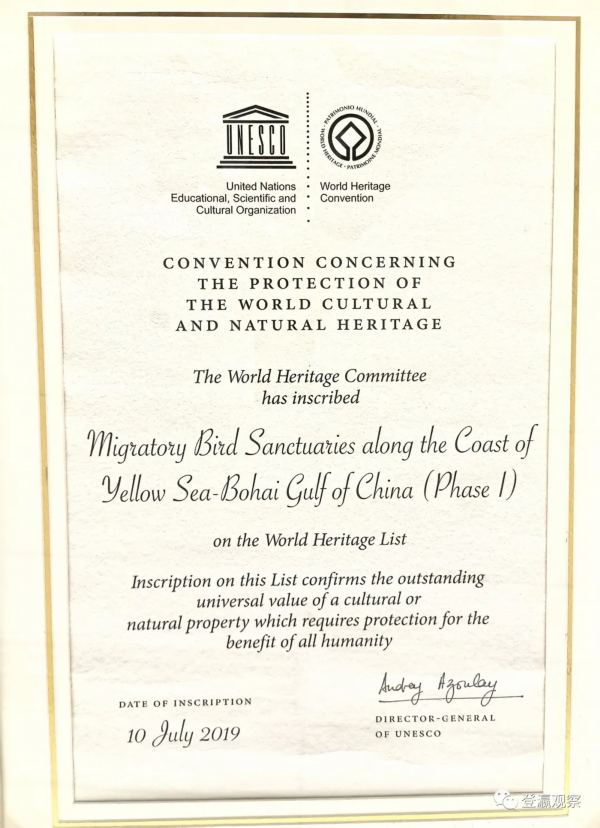 UNESCO
PATRIMONIO MUNDIAL • WORLD HERITAGE • PATRIMOINE MONDIAL •
United Nations
Educational, Scientific and
Cultural Organization
World Heritage
Convention
CONVENTION CONCERNING
THE PROTECTION OF
THE WORLD CULTURAL
AND NATURAL HERITAGE
The World Heritage Committee
has inscribed
Migratory Bird Sanctuaries along the Coast of
Yellow Sea-Bohai Gulf of China (Phase I)
on the World Heritage List
Inscription on this List confirms the outstanding
universal value of a cultural or
natural property which requires protection for the
benefit of all humanity
DATE OF INSCRIPTION
10 July 2019
Audrey Azoulay
DIRECTOR-GENERAL
OF UNESCO
登瀛观察